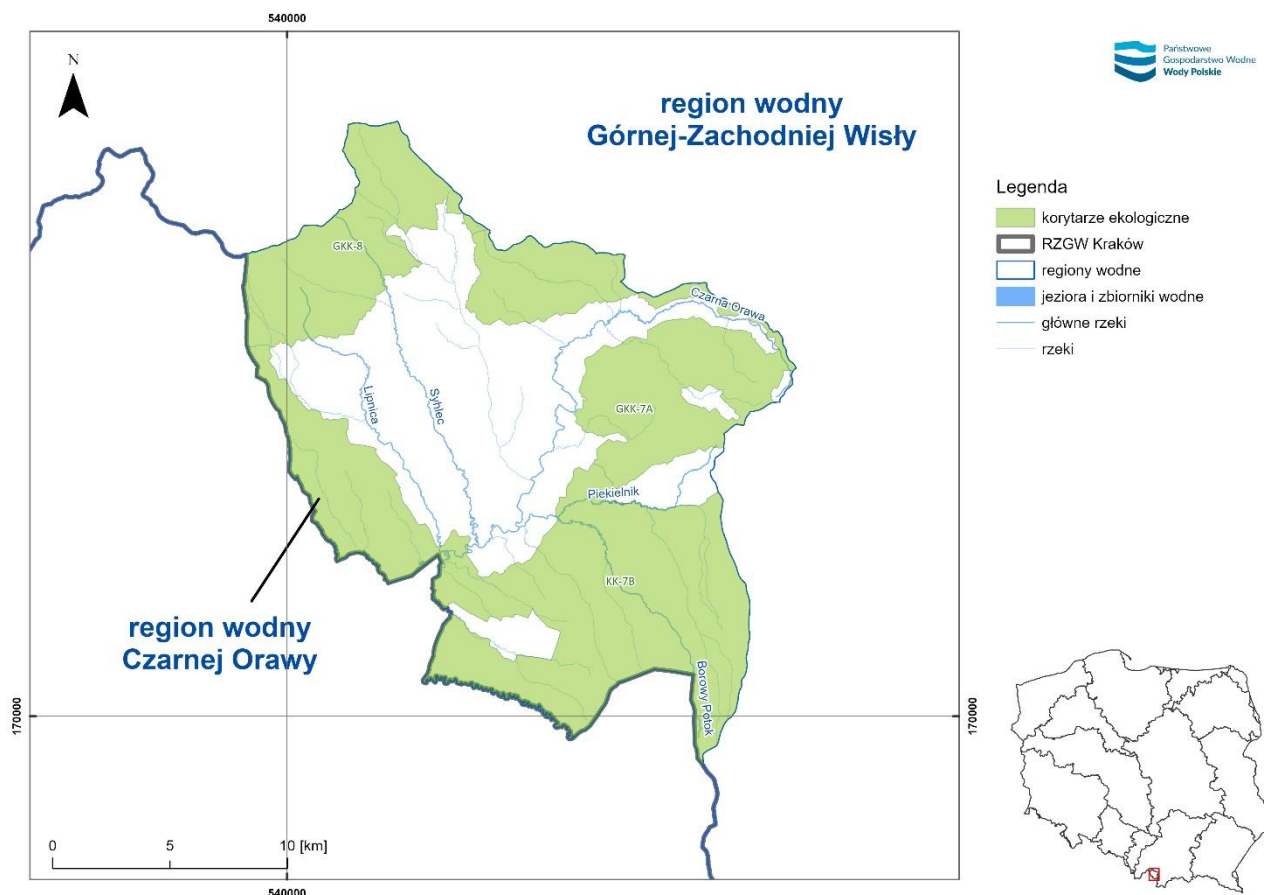 540000
N
region wodny
Górnej-Zachodniej Wisły
Państwowe
Gospodarstwo Wodne
Wody Polskie
Legenda
korytarze ekologiczne
RZGW Kraków
regiony wodne
jeziora i zbiorniki wodne
główne rzeki
rzeki
GKK-8
Czarna Orawa
Lipnica
Syhlec
GKK-7A
Piekielnik
KK-7B
region wodny
Czarnej Orawy
Borowy Potok
170000
170000
0 5 10 [km]
540000